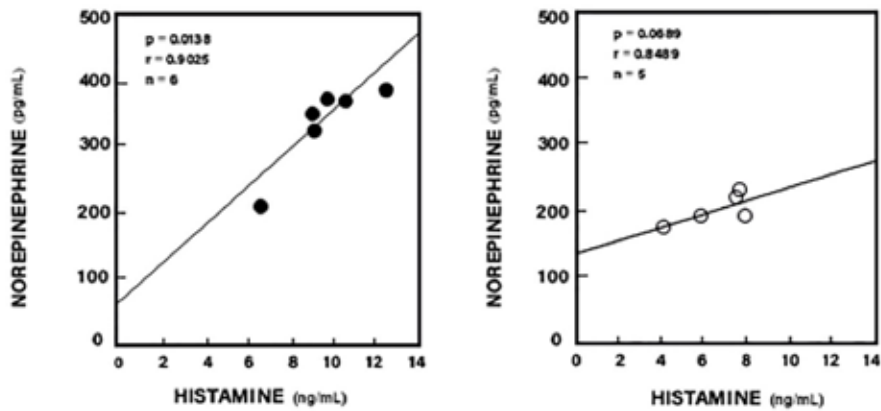 500
400
300
200
100
0
NOREPINEPHRINE (pg/mL)
p = 0.0138
r = 0.9025
n = 6
0 2 4 6 8 10 12 14
HISTAMINE (ng/mL)
500
400
300
200
100
0
NOREPINEPHRINE (pg/mL)
p = 0.0689
r = 0.8489
n = 5
0 2 4 6 8 10 12 14
HISTAMINE (ng/mL)